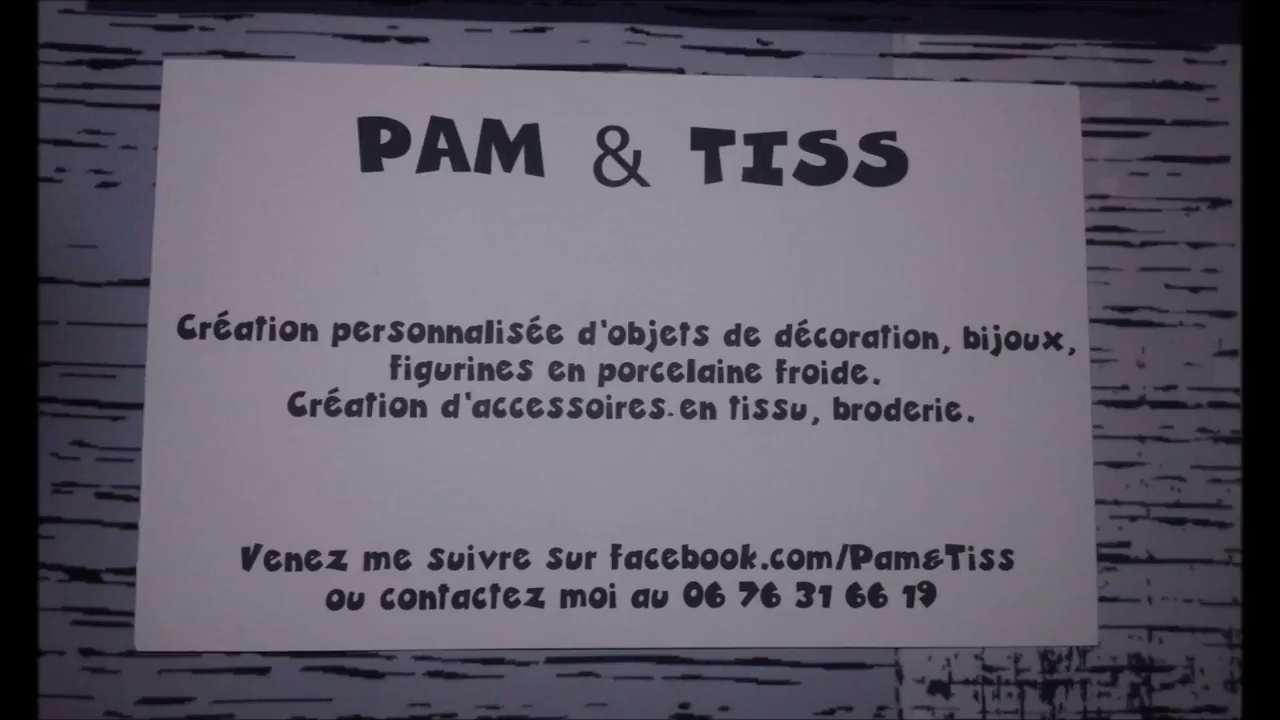 PAM & TISS
Création personnalisée d'objets de décoration, bijoux,
figurines en porcelaine froide.
Création d'accessoires en tissu, broderie.
Venez me suivre sur facebook.com/Pam&Tiss
ou contactez moi au 06 76 31 66 19